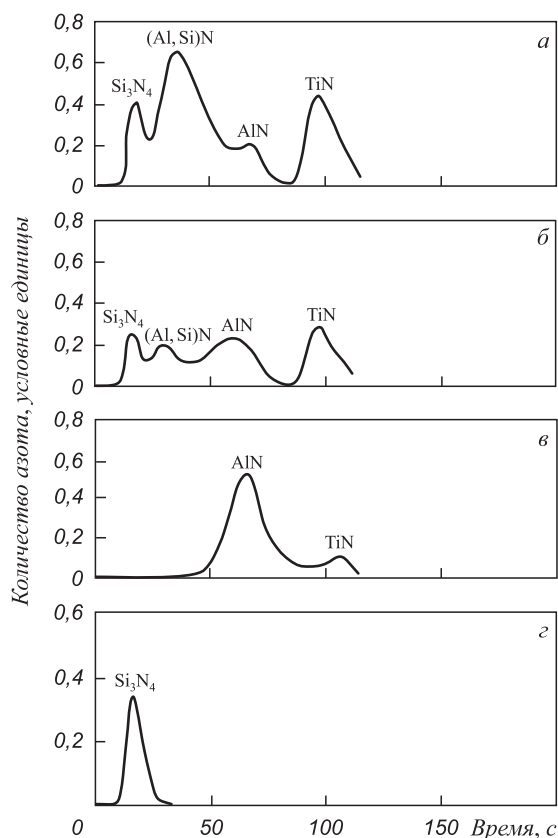 Количество азота, условные единицы
0,8
(Al, Si)N
а
0,6
Si3N4
TiN
0,4
AlN
0,2
0
0,8
б
0,6
0,4
Si3N4
(Al, Si)N
AlN
TiN
0,2
0
0,8
в
0,6
AlN
0,4
TiN
0,2
0
0,6
г
0,4
Si3N4
0,2
0
50
100
150
Время, с